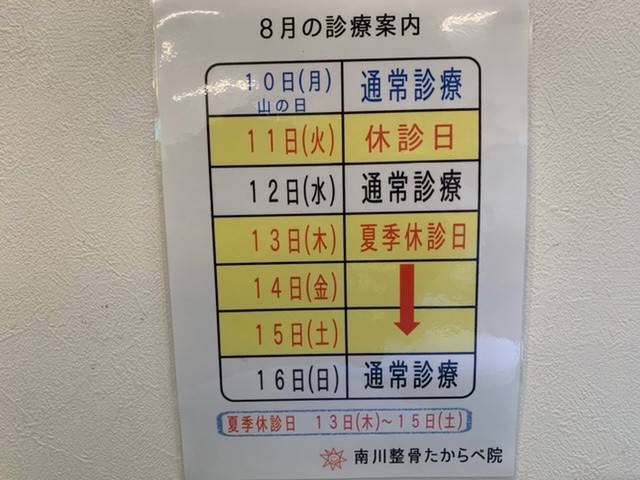 8月の診療案内
10日(月) 通常診療
山の日
11日(火) 休診日
12日(水) 通常診療
13日(木) 夏季休診日
14日(金)
15日(土)
16日(日) 通常診療
夏季休診日 13日(木)~15日(土)
南川整骨たからべ院